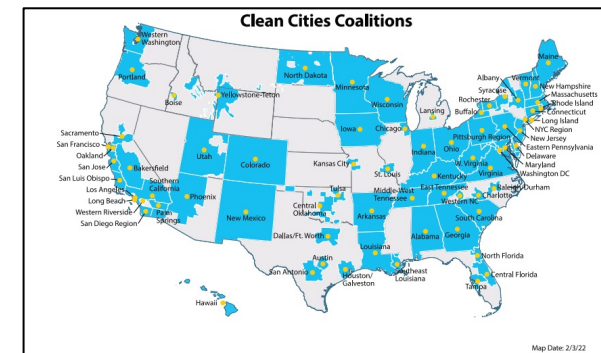 Clean Cities Coalitions
Western
Washington
Portland
Boise
Yellowstone-Teton
North Dakota
Minnesota
Wisconsin
Lansing
Iowa
Chicago
Indiana
Ohio
Pittsburgh Region
Albany
Vermont
Maine
New Hampshire
Massachusetts
Syracuse
Rochester
Buffalo
Rhode Island
Connecticut
Long Island
NYC Region
New Jersey
Eastern Pennsylvania
Delaware
Maryland
Washington DC
Sacramento
San Francisco
Oakland
San Jose
San Luis Obispo
Bakersfield
Los Angeles
Southern
California
Long Beach
Western Riverside
San Diego Region
Palm
Springs
Phoenix
Utah
Colorado
New Mexico
Kansas City
St. Louis
Tulsa
Central
Oklahoma
Dallas/Ft. Worth
Austin
San Antonio
Houston/
Galveston
Arkansas
Louisiana
Southeast
Louisiana
Middle-West
Tennessee
East Tennessee
Kentucky
W. Virginia
Virginia
Raleigh-Durham
Western NC
Charlotte
South Carolina
Alabama
Georgia
North Florida
Central Florida
Tampa
Hawaii
Map Date: 2/3/22